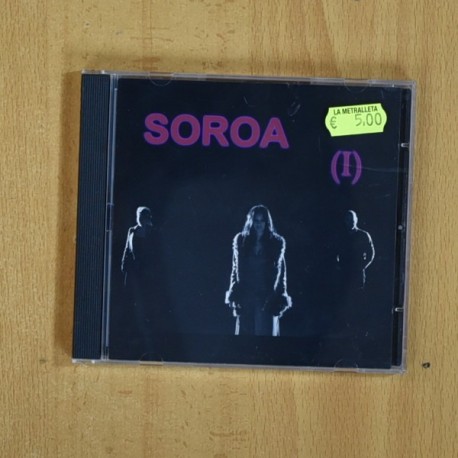 LA METRALLETA
€ 5.00
SOROA
(I)